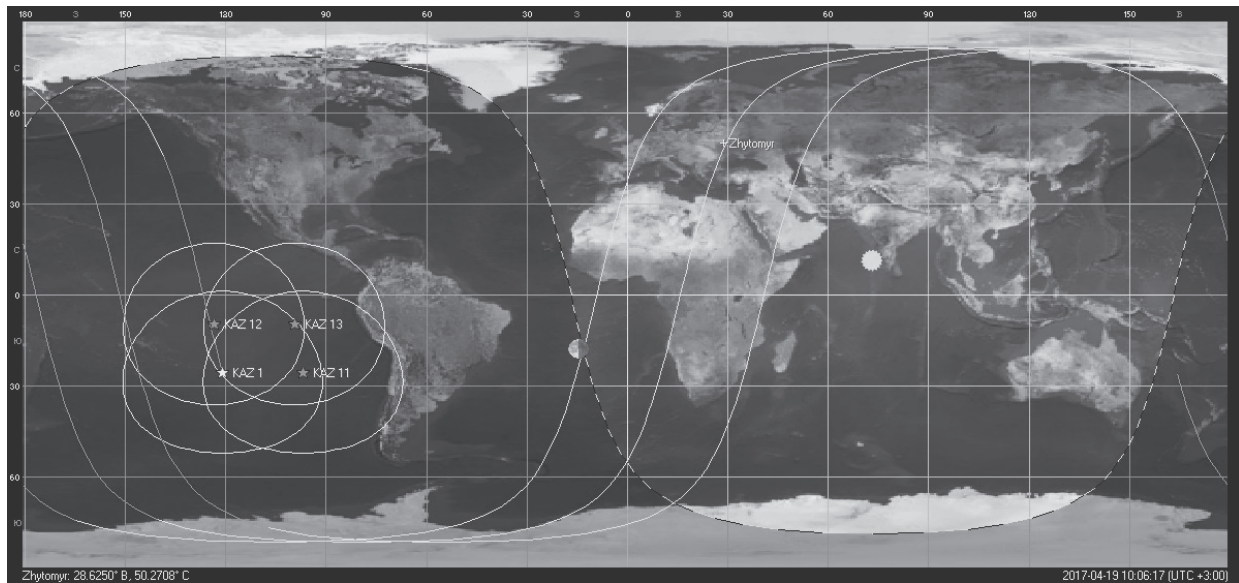 180 150 З 120 90 60 30 З 0 В 30 60 90 120 150 В
С
60
30
С
0
KAZ 12 KAZ 13
Ю
KAZ 1 KAZ 11
30
60
Ю
Zhytomyr
Zhytomyr: 28.6250° В, 50.2708° С
2017-04-19 10:06:17 (UTC +3:00)